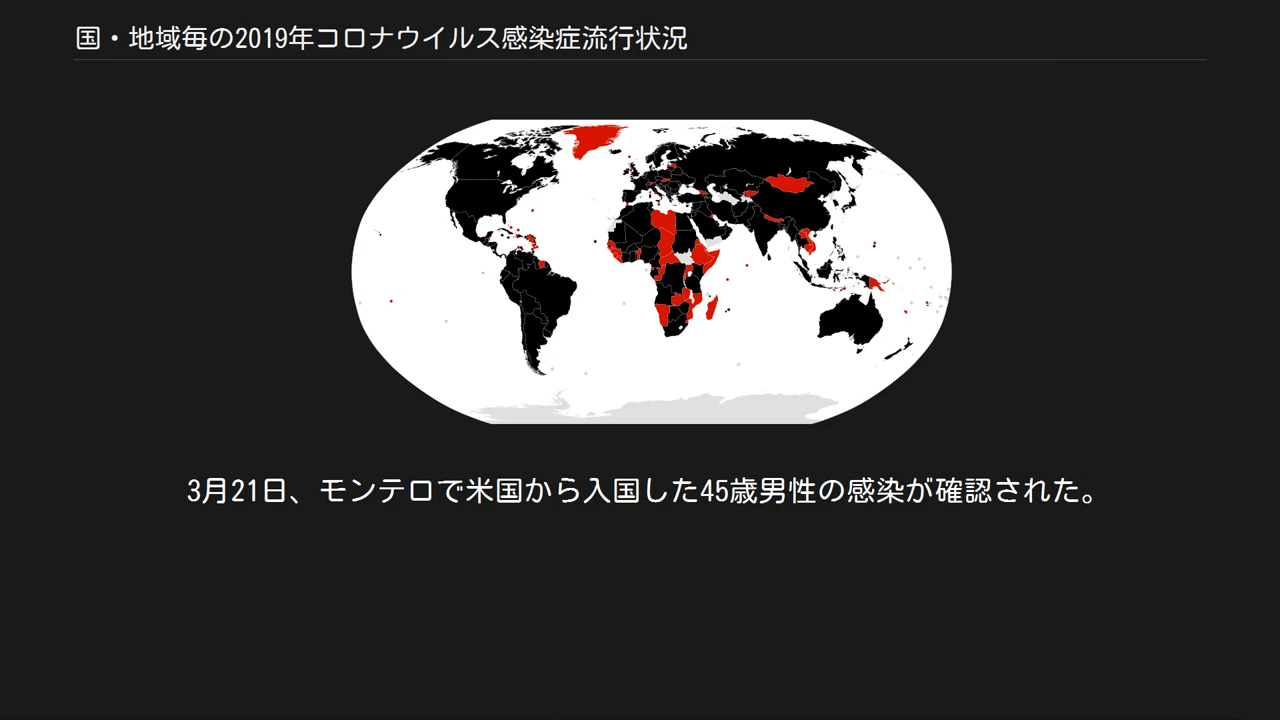 国・地域毎の2019年コロナウイルス感染症流行状況
3月21日、モンテロで米国から入国した45歳男性の感染が確認された。